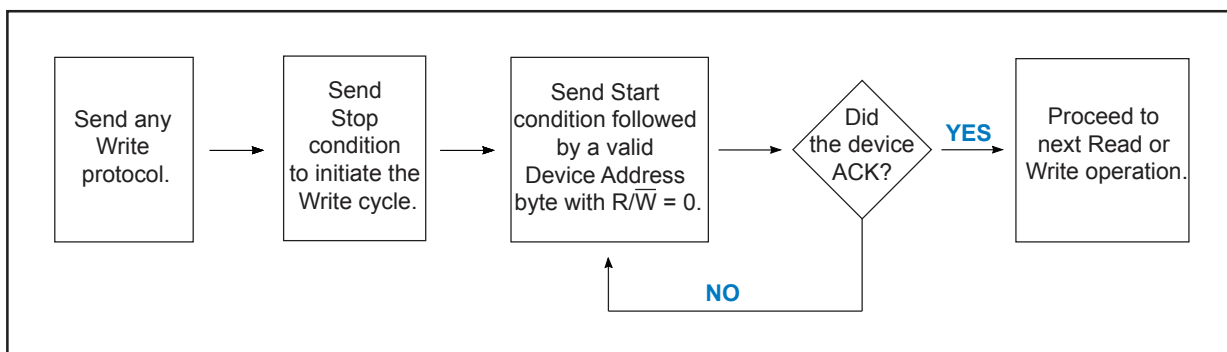 Send any
Write
protocol.
Send
Stop
condition
to initiate the
Write cycle.
Send Start
condition followed
by a valid
Device Address
byte with R/W̅ = 0.
Did
the device
ACK?
YES
NO
Proceed to
next Read or
Write operation.